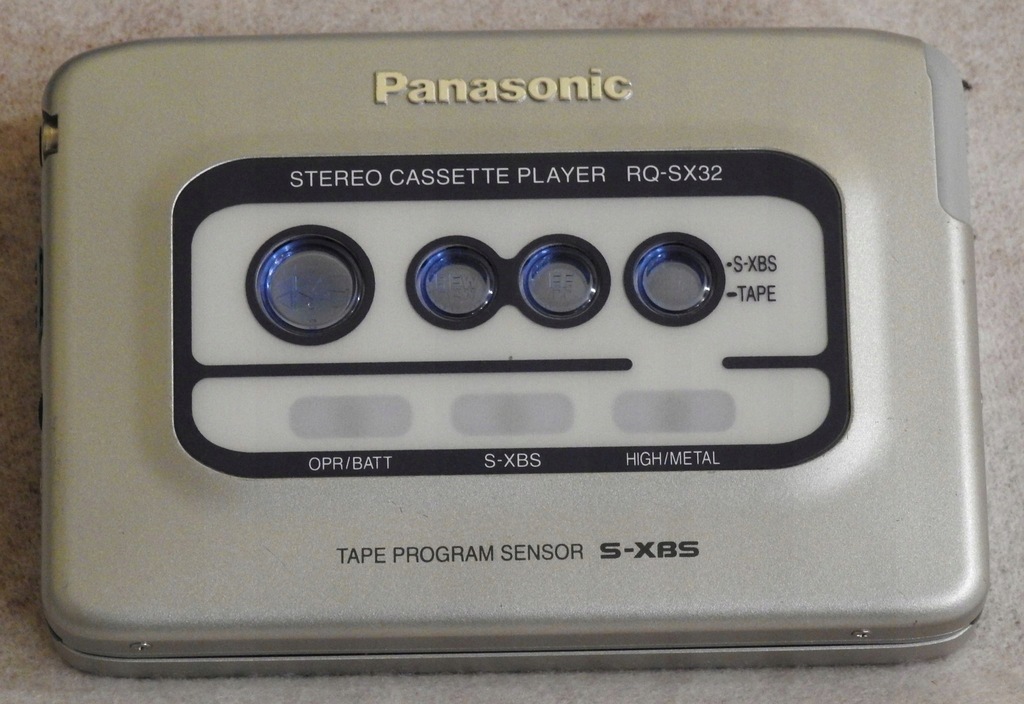 Panasonic
STEREO CASSETTE PLAYER RQ-SX32
•S-XBS
–TAPE
OPR/BATT S-XBS HIGH/METAL
TAPE PROGRAM SENSOR S-XBS